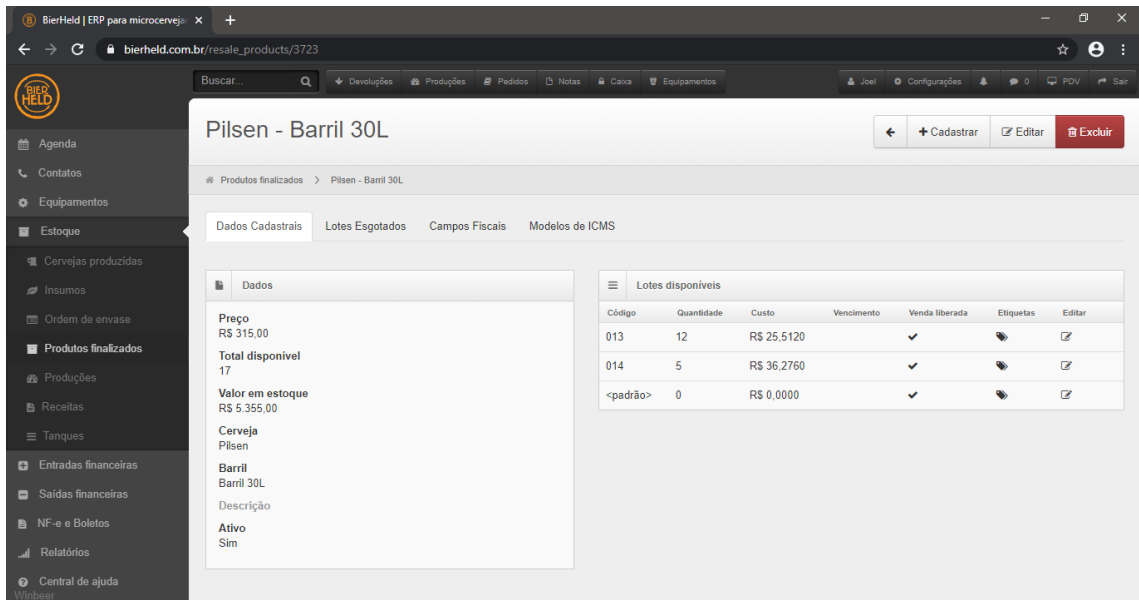 BierHeld | ERP para microcerveja
bierheld.com.br/resale_products/3723
BIER
HELD
Buscar...
Devoluções
Produções
Pedidos
Notas
Caixa
Equipamentos
Joel
Configurações
0
PDV
Sair
Agenda
Contatos
Equipamentos
Estoque
Cervejas produzidas
Insumos
Ordem de envase
Produtos finalizados
Produções
Receitas
Tanques
Entradas financeiras
Saídas financeiras
NF-e e Boletos
Relatórios
Central de ajuda
Winbeer
Pilsen - Barril 30L
Cadastrar
Editar
Excluir
Produtos finalizados > Pilsen - Barril 30L
Dados Cadastrais
Lotes Esgotados
Campos Fiscais
Modelos de ICMS
Dados
Preço
R$ 315,00
Total disponível
17
Valor em estoque
R$ 5.355,00
Cerveja
Pilsen
Barril
Barril 30L
Descrição
Ativo
Sim
Lotes disponíveis
Código Quantidade Custo Vencimento Venda liberada Etiquetas Editar
013 12 R$ 25,5120
014 5 R$ 36,2760
<padrão> 0 R$ 0,0000